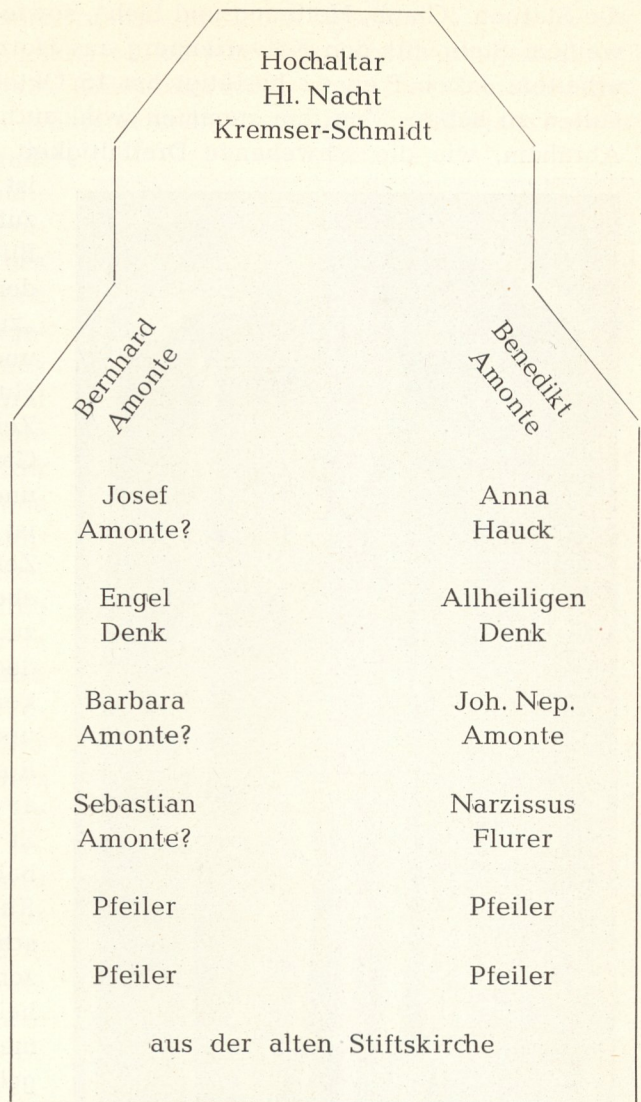 Hochaltar
Hl. Nacht
Kremser-Schmidt
Bernhard
Amonte
Benedikt
Amonte
Josef
Amonte?
Anna
Hauck
Engel
Denk
Allheiligen
Denk
Barbara
Amonte?
Joh. Nep.
Amonte
Sebastian
Amonte?
Narzissus
Flurer
Pfeiler
Pfeiler
Pfeiler
Pfeiler
aus der alten Stiftskirche